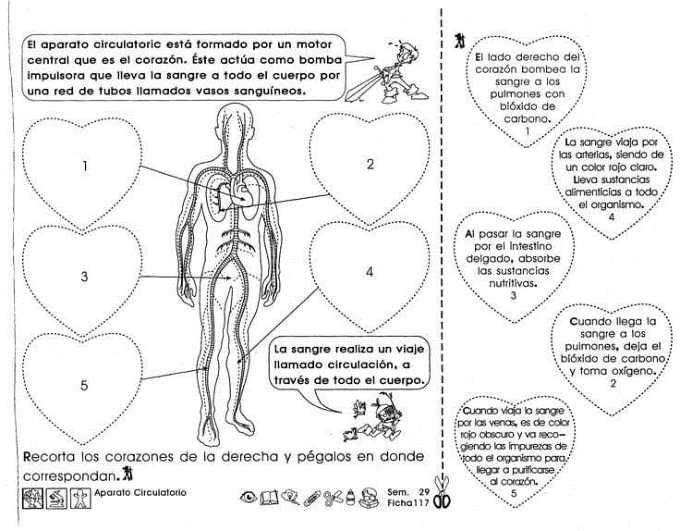 El aparato circulatoric está formado por un motor
central que es el corazón. Éste actúa como bomba
impulsora que lleva la sangre a todo el cuerpo por
una red de tubos llamados vasos sanguíneos.
1
2
3
4
5
La sangre realiza un viaje
llamado circulación, a
través de todo el cuerpo.
Recorta los corazones de la derecha y pégalos en donde
correspondan.
Aparato Circulatorio
Sem. 29
Ficha 117
El lado derecho del
corazón bombea la
sangre a los
pulmones con
bióxido de
carbono.
1
La sangre viaja por
las arterias, siendo de
un color rojo claro.
Lleva sustancias
alimenticias a todo
el organismo.
4
Al pasar la sangre
por el intestino
delgado, absorbe
las sustancias
nutritivas.
3
Cuando llega la
sangre a los
pulmones, deja el
bióxido de carbono
y toma oxígeno.
2
Cuando viaja la sangre
por las venas, es de color
rojo obscuro y va reco-
giendo las impurezas de
todo el organismo para
llegar a purificarse
al corazón.
5